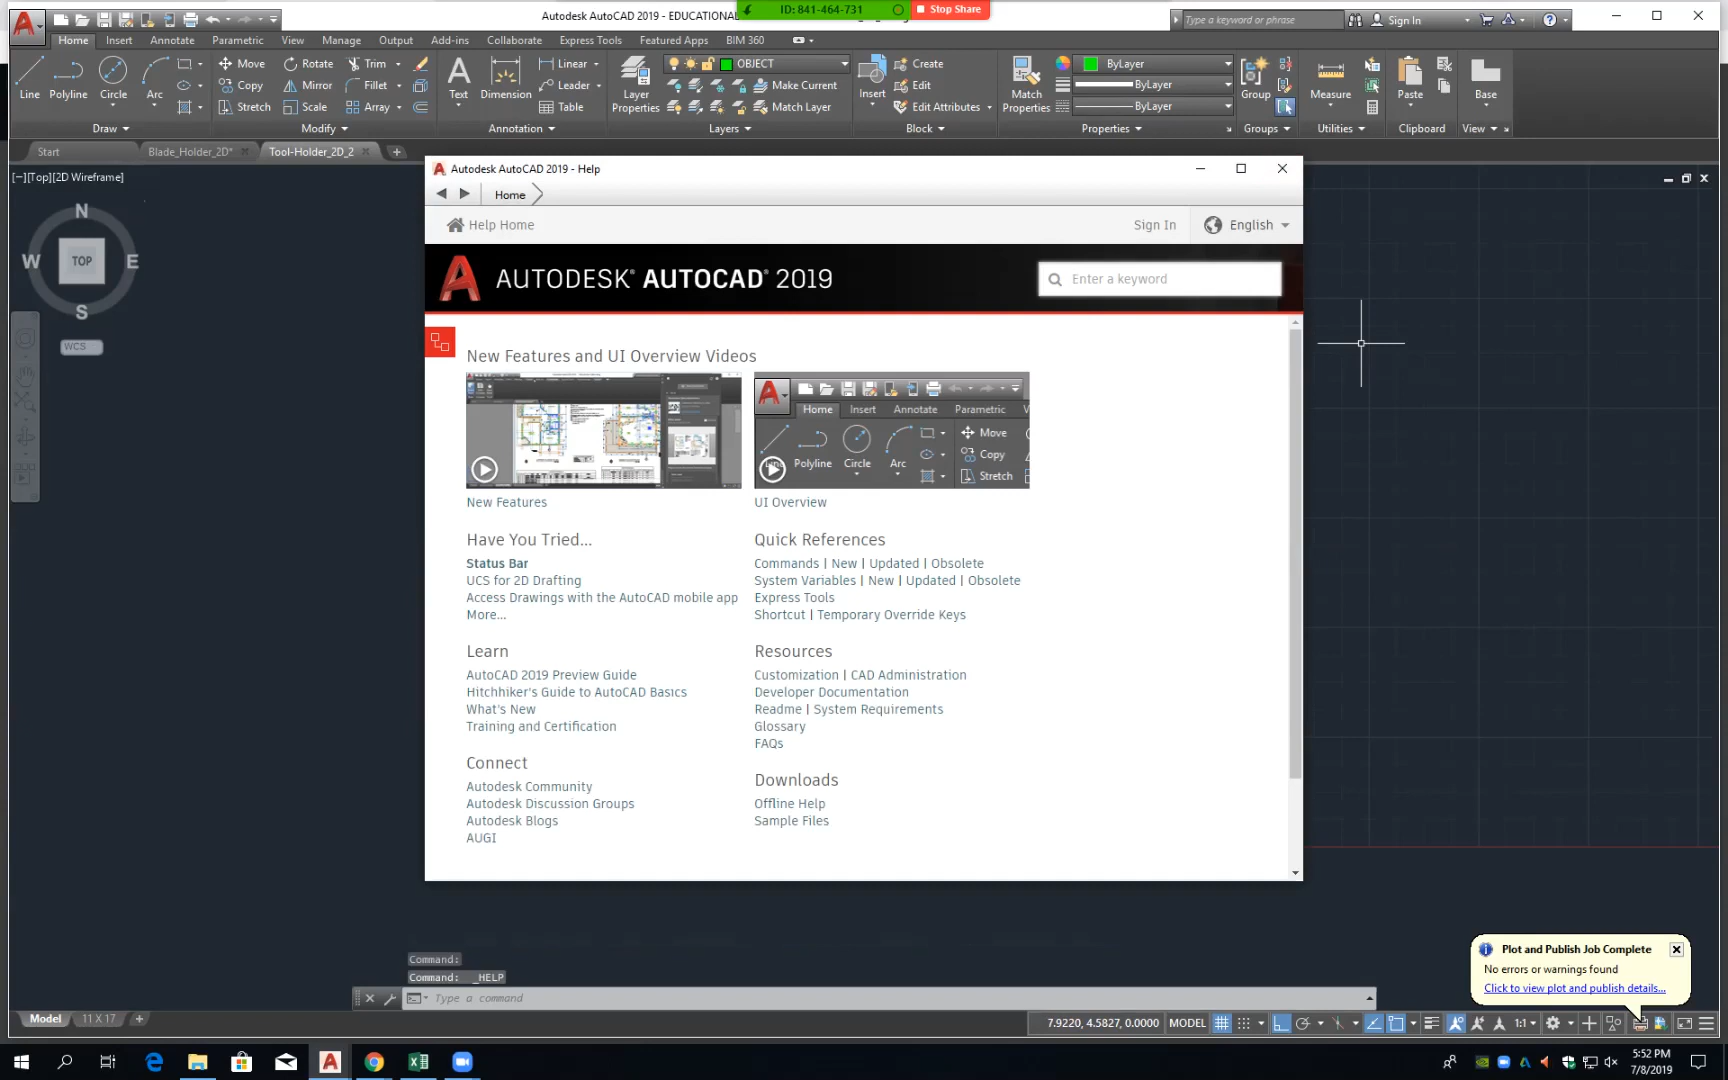 Autodesk AutoCAD 2019 - EDUCATIONAL
ID: 841-464-731
Stop Share
Type a keyword or phrase
Sign In
Home Insert Annotate Parametric View Manage Output Add-ins Collaborate Express Tools Featured Apps BIM 360
Line Polyline Circle Arc
Move Rotate Trim
Copy Mirror Fillet
Stretch Scale Array
Text Dimension
Linear
Leader
Table
Layer Properties
OBJECT
Make Current
Match Layer
Insert
Create
Edit
Edit Attributes
Match Properties
ByLayer
ByLayer
ByLayer
Group Measure Paste Base
Draw Modify Annotation Layers Block Properties Groups Utilities Clipboard View
Start Blade_Holder_2D* Tool-Holder_2D_2
[−][Top][2D Wireframe]
N
W TOP E
S
WCS
Autodesk AutoCAD 2019 - Help
Home
Help Home Sign In English
AUTODESK® AUTOCAD® 2019
Enter a keyword
New Features and UI Overview Videos
Home Insert Annotate Parametric V
Line Polyline Circle Arc
Move
Copy
Stretch
New Features UI Overview
Have You Tried...
Status Bar
UCS for 2D Drafting
Access Drawings with the AutoCAD mobile app
More...
Quick References
Commands | New | Updated | Obsolete
System Variables | New | Updated | Obsolete
Express Tools
Shortcut | Temporary Override Keys
Learn
AutoCAD 2019 Preview Guide
Hitchhiker's Guide to AutoCAD Basics
What's New
Training and Certification
Resources
Customization | CAD Administration
Developer Documentation
Readme | System Requirements
Glossary
FAQs
Connect
Autodesk Community
Autodesk Discussion Groups
Autodesk Blogs
AUGI
Downloads
Offline Help
Sample Files
Plot and Publish Job Complete
No errors or warnings found
Click to view plot and publish details...
Command:
Command: _HELP
Type a command
Model 11 X 17
7.9220, 4.5827, 0.0000 MODEL 1:1
5:52 PM
7/8/2019